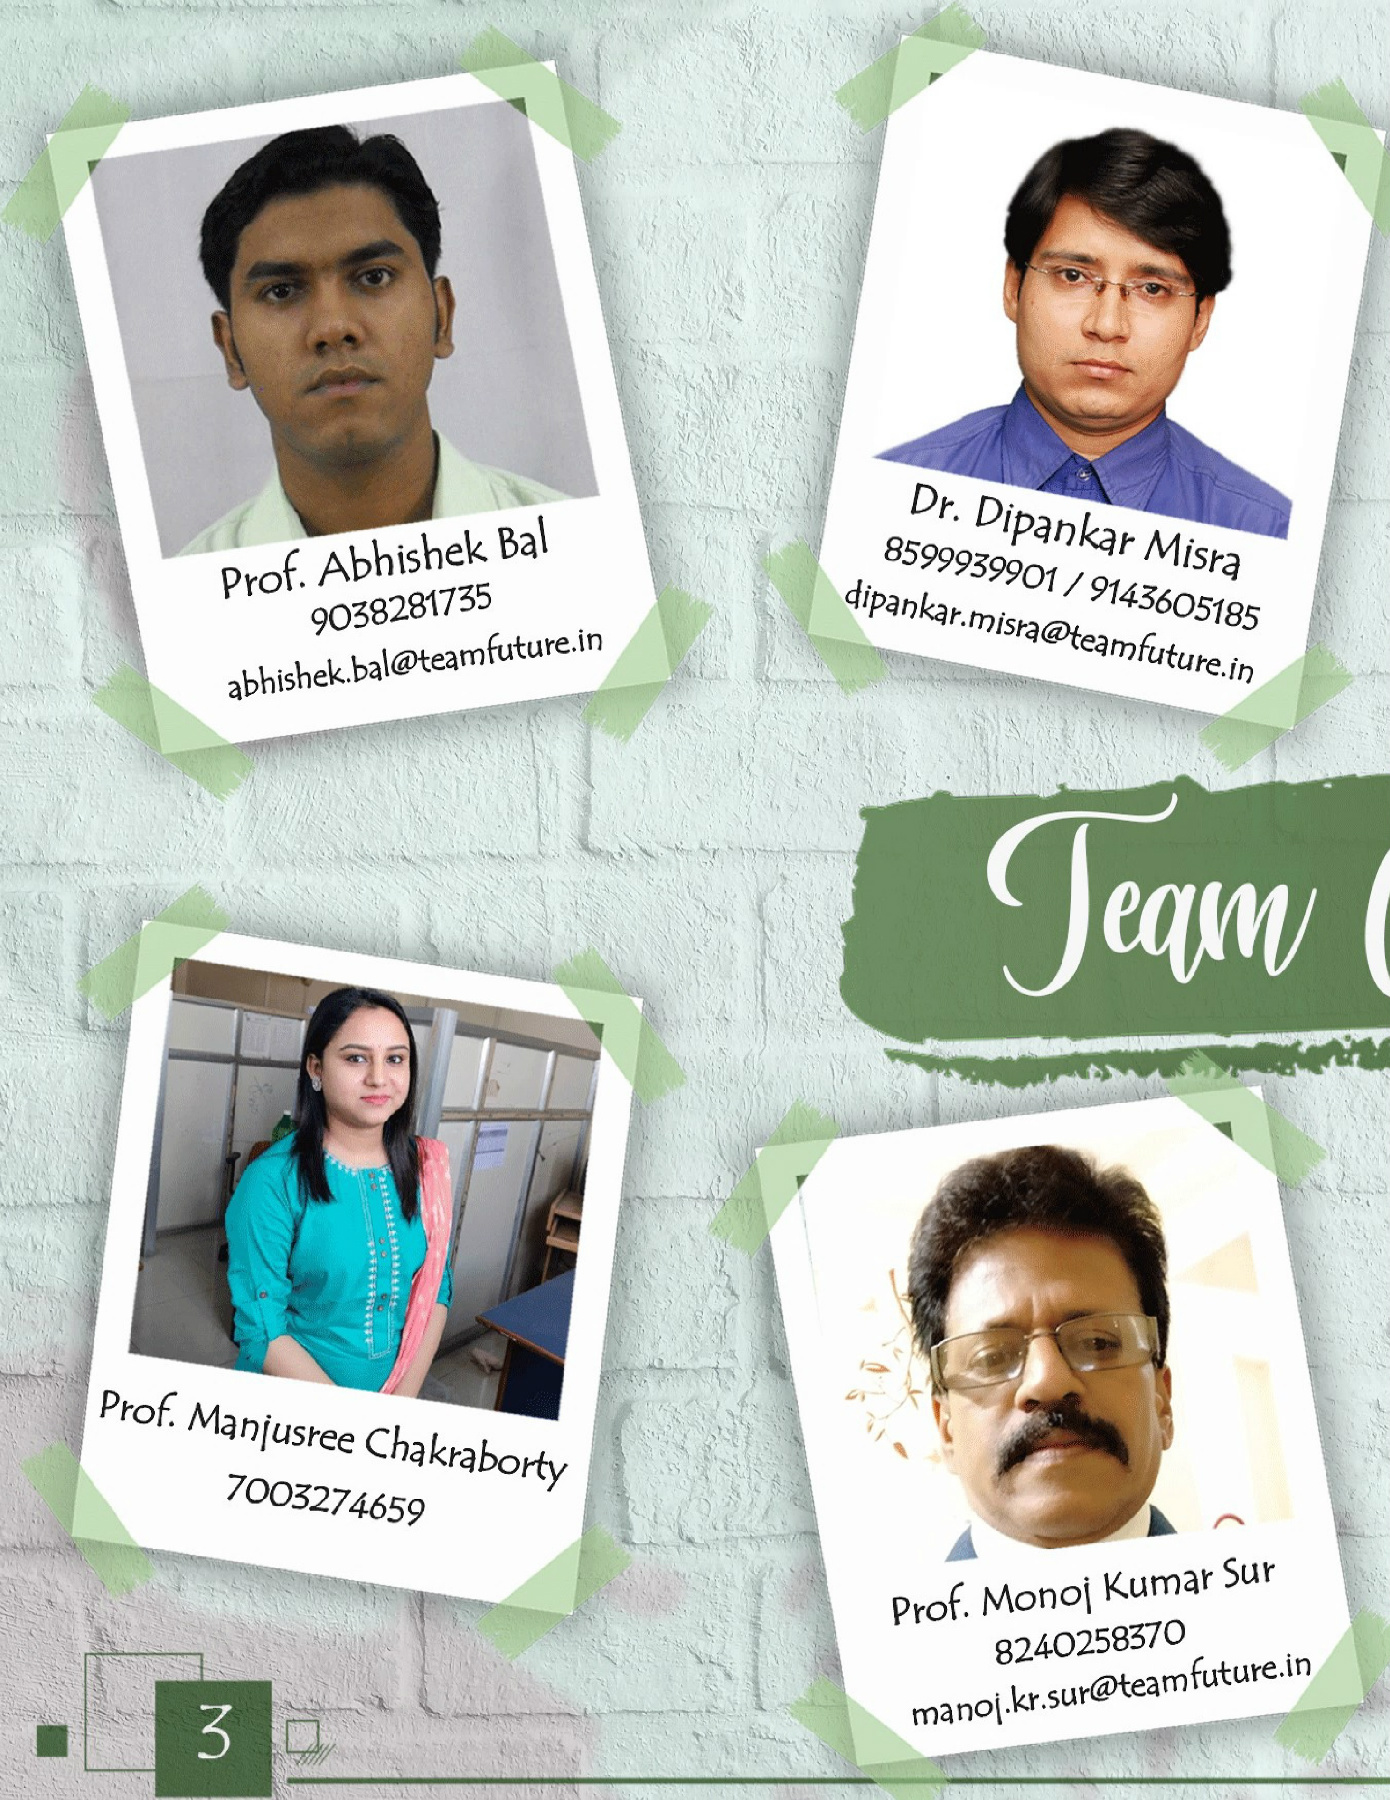 Prof. Abhishek Bal
9038281735
abhishek.bal@teamfuture.in
Dr. Dipankar Misra
8599939901 / 9143605185
dipankar.misra@teamfuture.in
Team
Prof. Manjusree Chakraborty
7003274659
Prof. Monoj Kumar Sur
8240258370
manoj.kr.sur@teamfuture.in
3